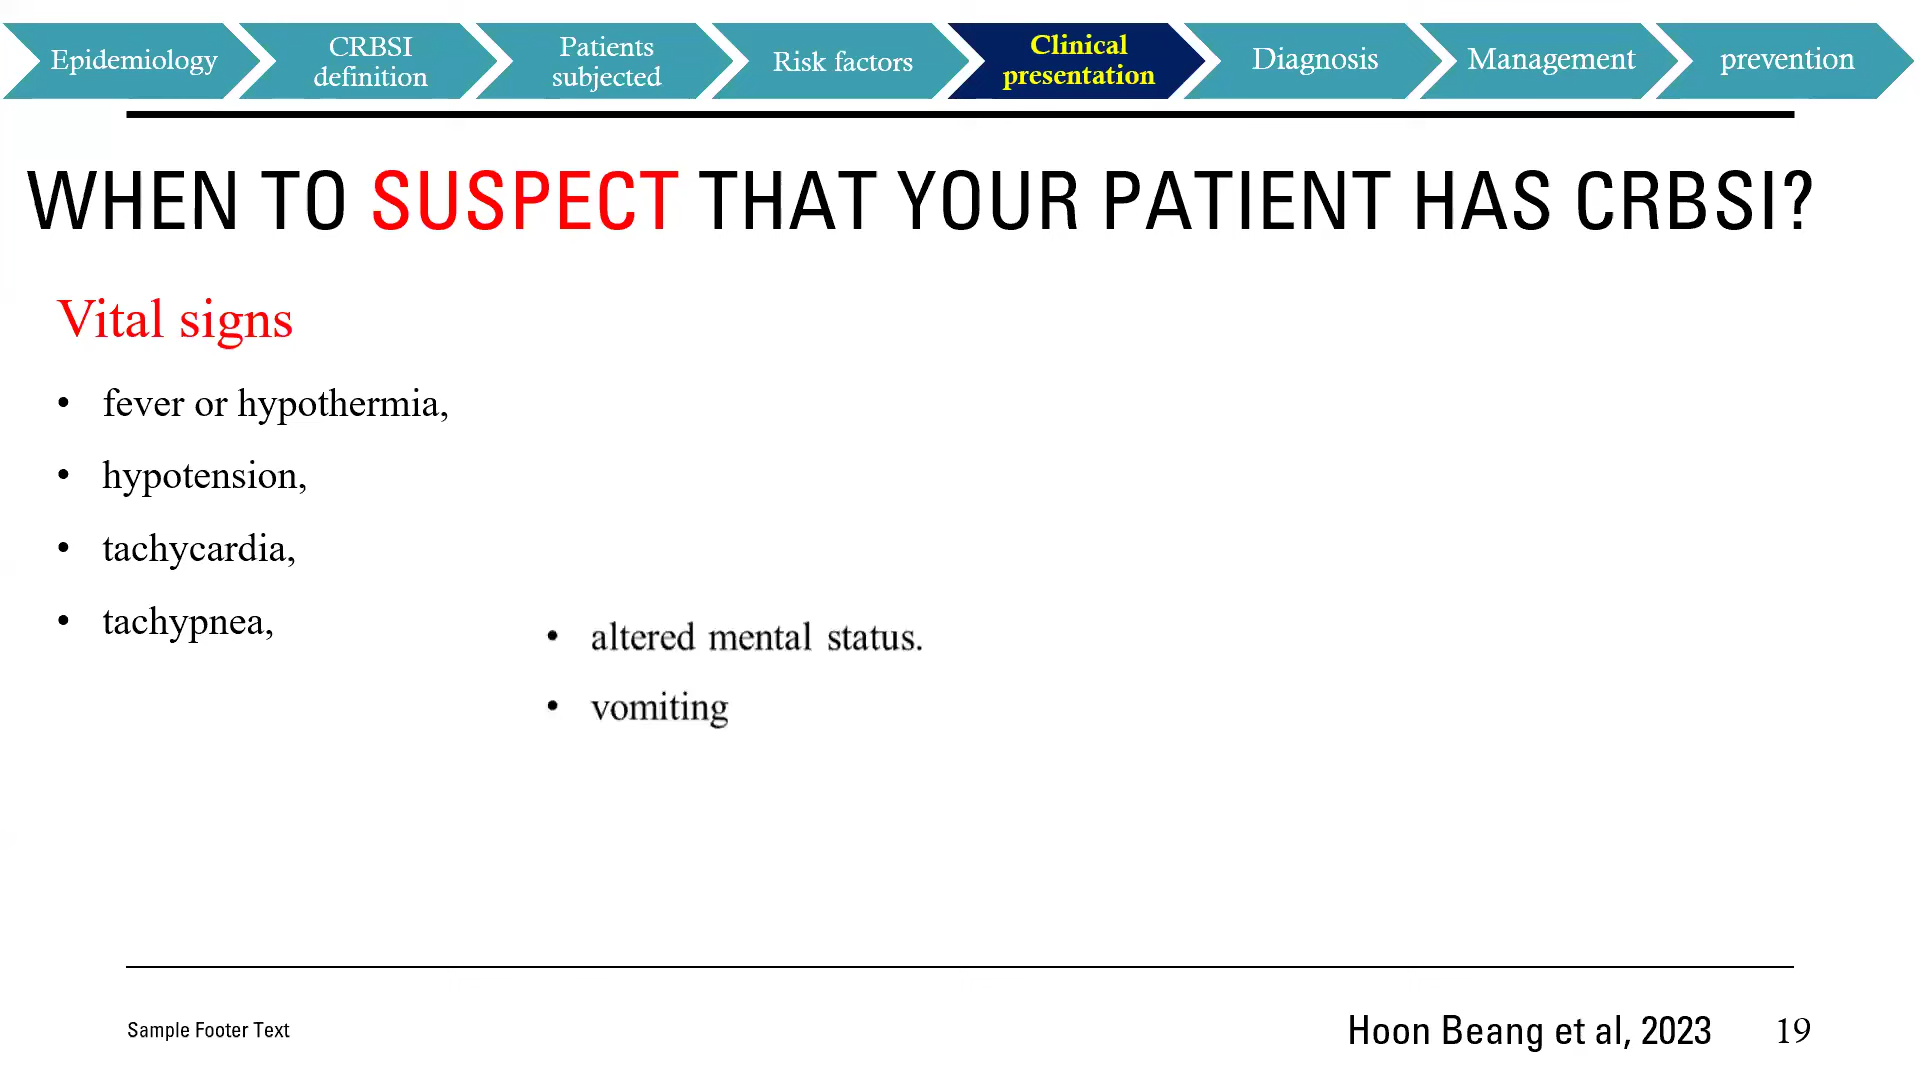 Epidemiology
CRBSI
definition
Patients
subjected
Risk factors
Clinical
presentation
Diagnosis
Management
prevention
WHEN TO SUSPECT THAT YOUR PATIENT HAS CRBSI?
Vital signs
• fever or hypothermia,
• hypotension,
• tachycardia,
• tachypnea,
• altered mental status.
• vomiting
Sample Footer Text
Hoon Beang et al, 2023
19